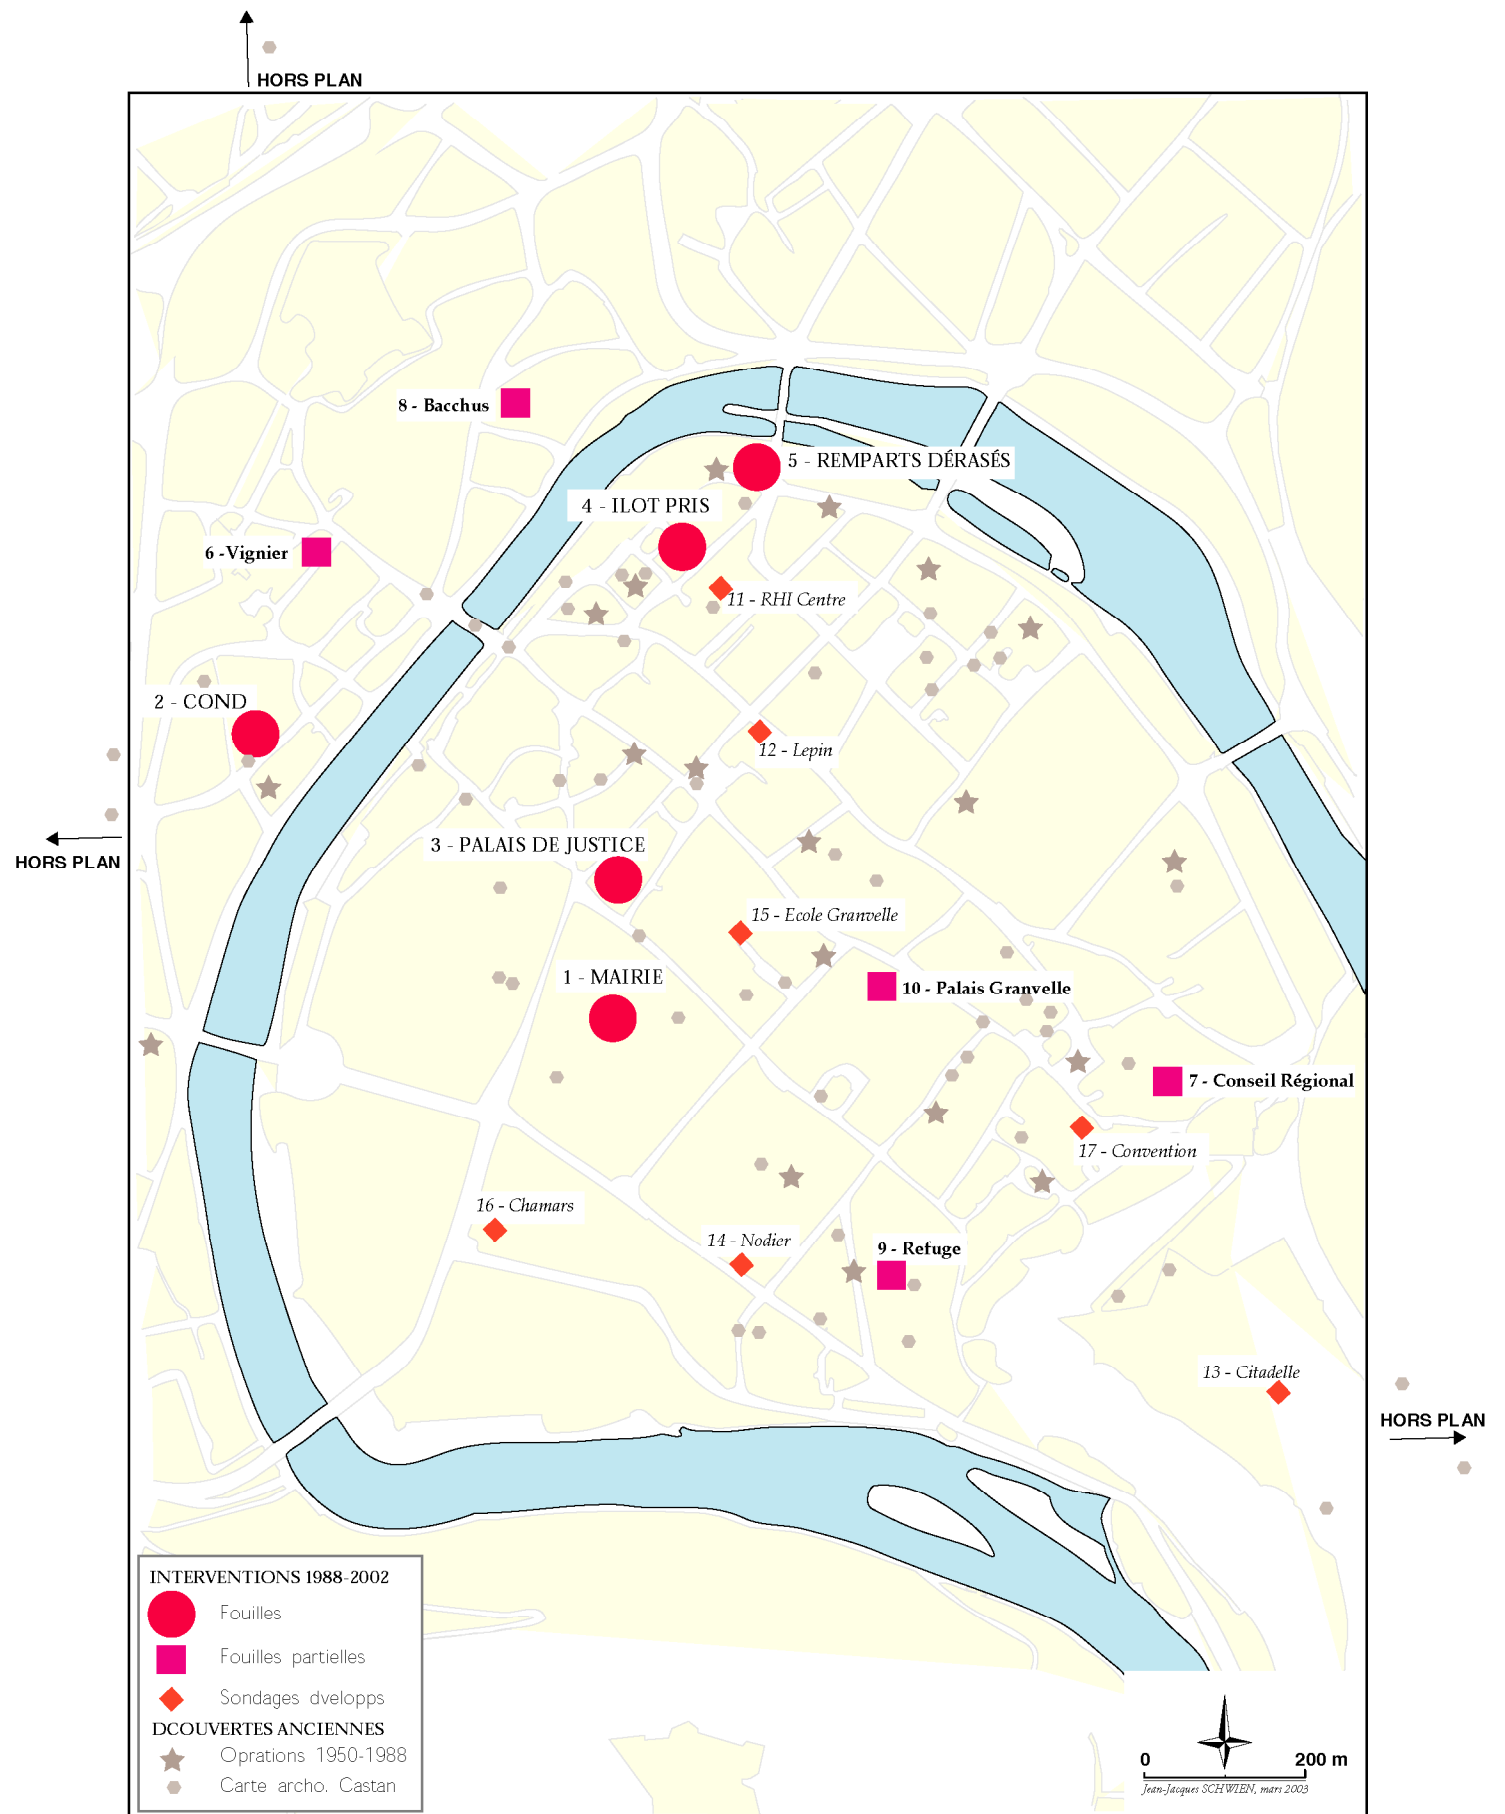 HORS PLAN
8 - Bacchus
5 - REMPARTS DÉRASÉS
4 - ILOT PRIS
6 -Vignier
11 - RHI Centre
2 - COND
12 - Lepin
3 - PALAIS DE JUSTICE
HORS PLAN
15 - Ecole Granvelle
1 - MAIRIE
10 - Palais Granvelle
7 - Conseil Régional
17 - Convention
16 - Chamars
14 - Nodier
9 - Refuge
13 - Citadelle
HORS PLAN
INTERVENTIONS 1988-2002
Fouilles
Fouilles partielles
Sondages dvelopps
DCOUVERTES ANCIENNES
Oprations 1950-1988
Carte archo. Castan
0 200 m
Jean-Jacques SCHWIEN, mars 2003